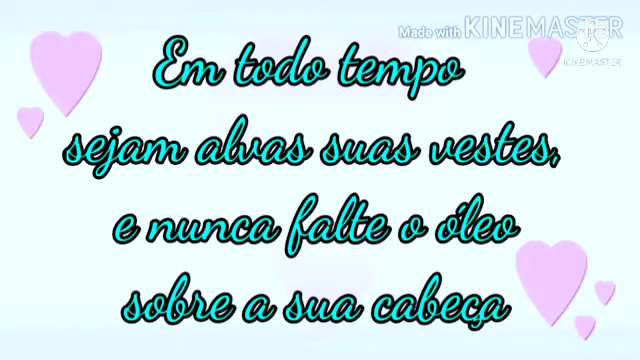 Made with KINEMASTER
KINEMASTER
Em todo tempo
sejam alvas suas vestes,
e nunca falte o óleo
sobre a sua cabeça